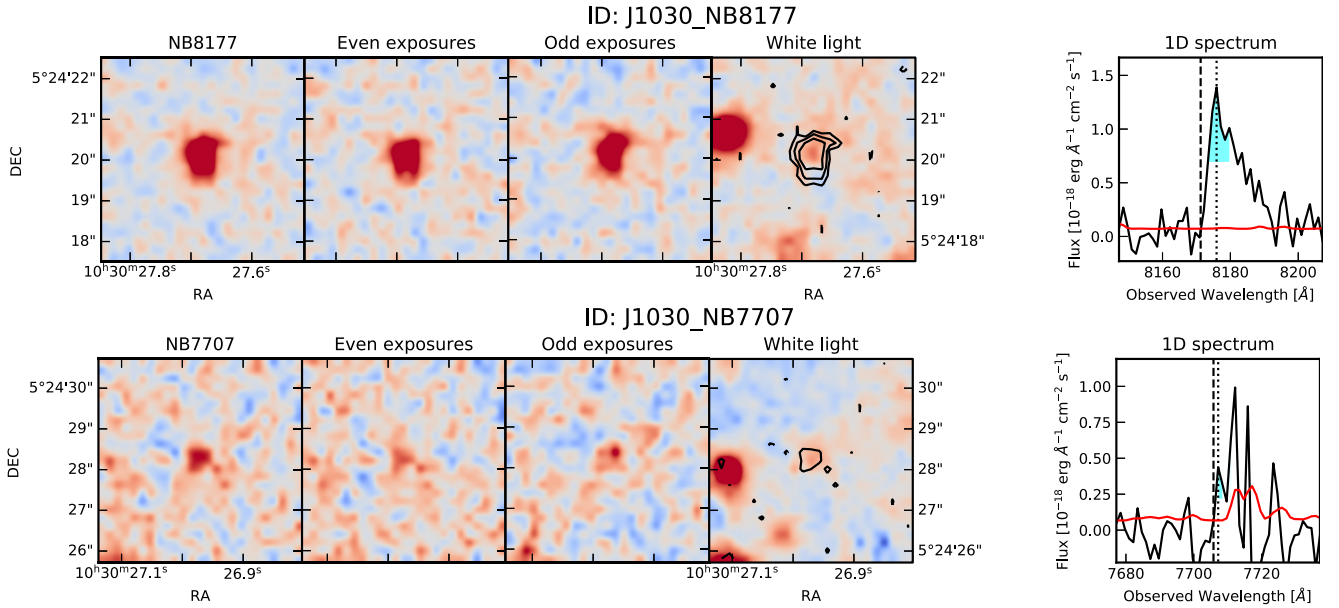 ID: J1030_NB8177
NB8177 Even exposures Odd exposures White light 1D spectrum
5°24'22" 22" 1.5
21" 21"
1.0
20" 20"
0.5
19" 19"
0.0
18" 5°24'18"
DEC
Flux [10⁻¹⁸ erg Å⁻¹ cm⁻² s⁻¹]
10ʰ30ᵐ27.8ˢ 27.6ˢ 10ʰ30ᵐ27.8ˢ 27.6ˢ 8160 8180 8200
RA RA Observed Wavelength [Å]
ID: J1030_NB7707
NB7707 Even exposures Odd exposures White light 1D spectrum
5°24'30" 30" 1.00
29" 29" 0.75
28" 28" 0.50
27" 27" 0.25
26" 5°24'26" 0.00
DEC
Flux [10⁻¹⁸ erg Å⁻¹ cm⁻² s⁻¹]
10ʰ30ᵐ27.1ˢ 26.9ˢ 10ʰ30ᵐ27.1ˢ 26.9ˢ 7680 7700 7720
RA RA Observed Wavelength [Å]